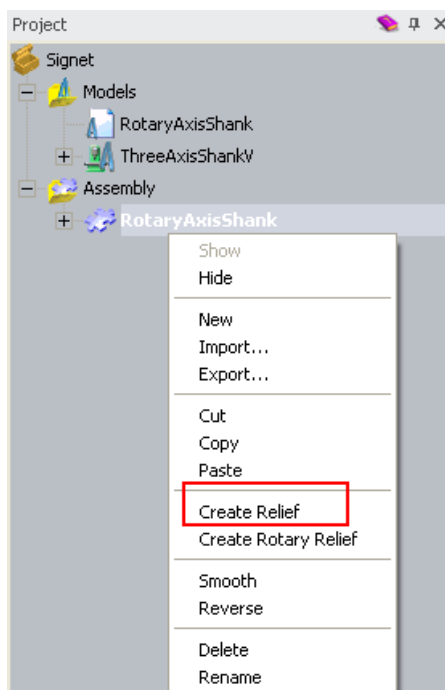 Project
Signet
Models
RotaryAxisShank
ThreeAxisShankV
Assembly
RotaryAxisShank
Show
Hide
New
Import...
Export...
Cut
Copy
Paste
Create Relief
Create Rotary Relief
Smooth
Reverse
Delete
Rename